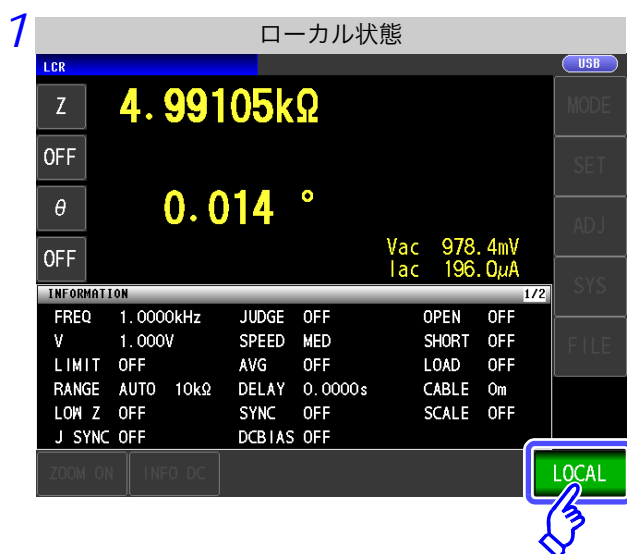 1
ローカル状態
LCR USB
Z 4.99105kΩ MODE
OFF SET
θ 0.014 ° ADJ
OFF Vac 978.4mV
Iac 196.0μA
SYS
INFORMATION 1/2
FREQ 1.0000kHz JUDGE OFF OPEN OFF
V 1.000V SPEED MED SHORT OFF FILE
LIMIT OFF AVG OFF LOAD OFF
RANGE AUTO 10kΩ DELAY 0.0000s CABLE 0m
LOW Z OFF SYNC OFF SCALE OFF
J SYNC OFF DCBIAS OFF
ZOOM ON INFO DC LOCAL